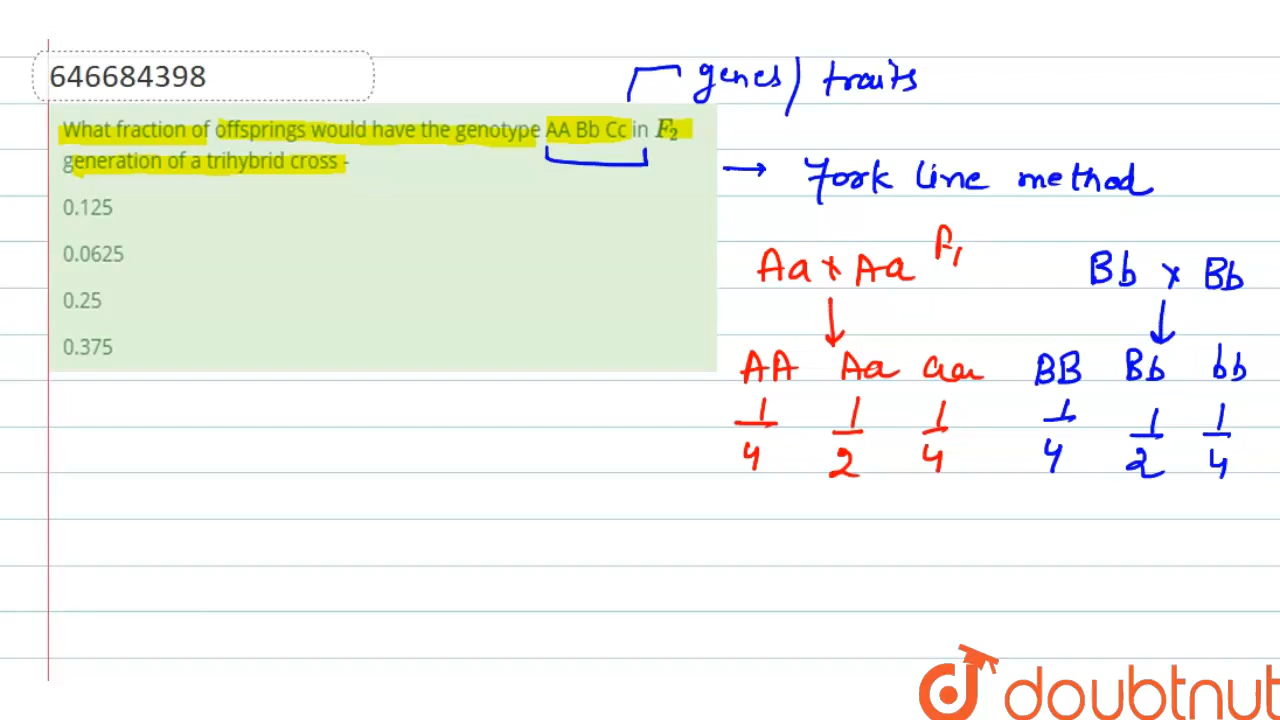 646684398
What fraction of offsprings would have the genotype AA Bb Cc in F₂
generation of a trihybrid cross -
0.125
0.0625
0.25
0.375
genes/ traits
→ Fork line method
Aa x Aa F₁
AA Aa aa
1/4 1/2 1/4
Bb x Bb
BB Bb bb
1/4 1/2 1/4
doubtnut